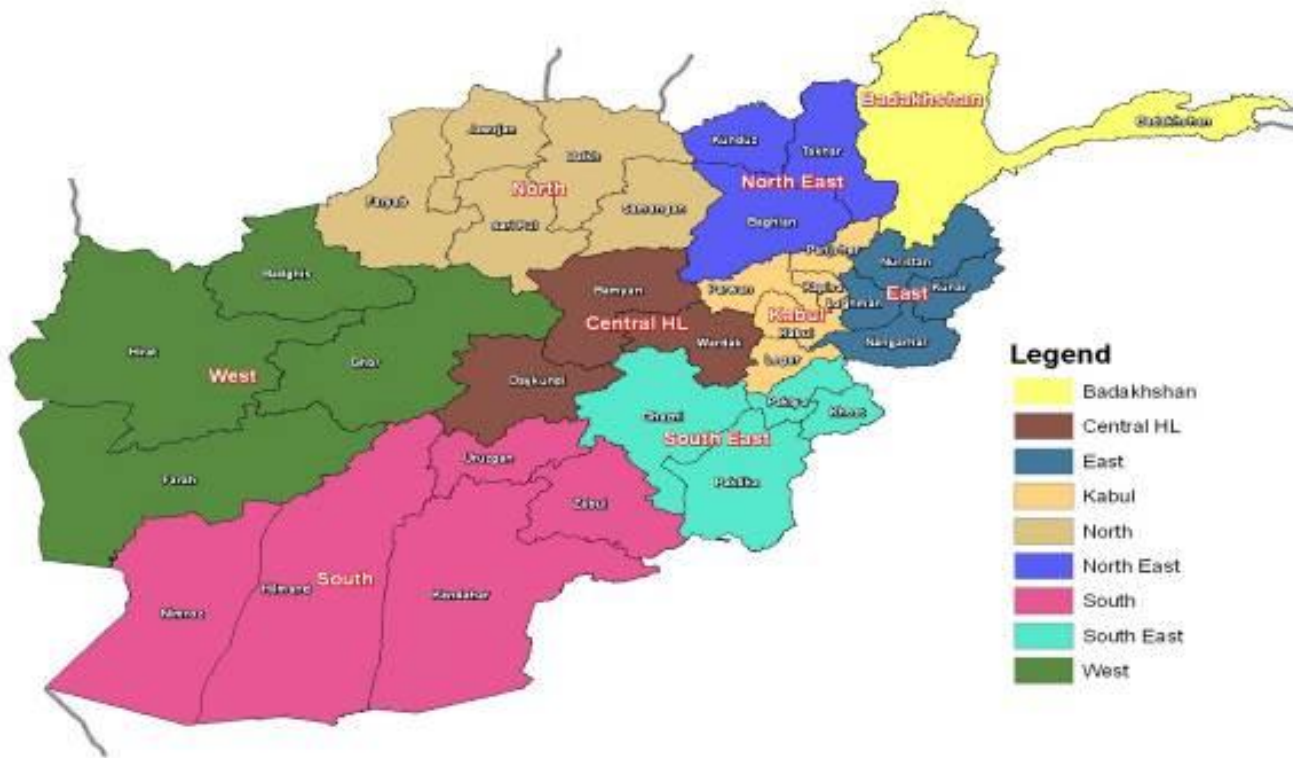 Badakhshan
Badakhshan
Jawzjan
Balkh
Kunduz
Takhar
North
North East
Faryab
Sari Pul
Samangan
Baghlan
Panjsher
Nuristan
Badghis
Bamyan
Parwan
Kapisa
Laghman
Kunar
East
Central HL
Kabul
Kabul
Wardak
Nangarhar
Hirat
Ghor
Logar
West
Daykundi
Paktya
Khost
Ghazni
South East
Uruzgan
Paktika
Farah
Zabul
South
Hilmand
Kandahar
Nimroz
Legend
Badakhshan
Central HL
East
Kabul
North
North East
South
South East
West